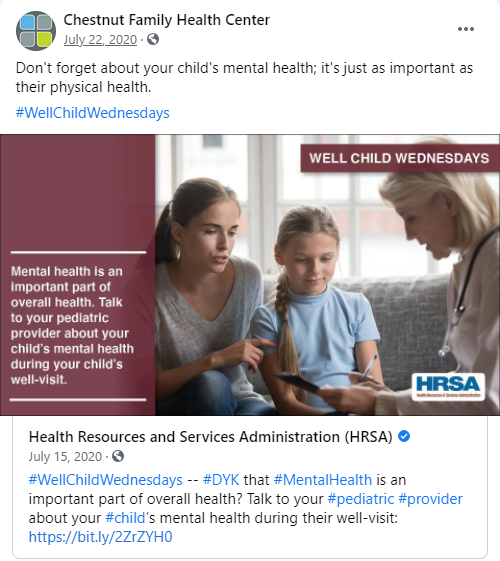 Chestnut Family Health Center
July 22, 2020 ·
Don't forget about your child's mental health; it's just as important as
their physical health.
#WellChildWednesdays
WELL CHILD WEDNESDAYS
Mental health is an
important part of
overall health. Talk
to your pediatric
provider about your
child's mental health
during your child's
well-visit.
HRSA
Health Resources & Services Administration
Health Resources and Services Administration (HRSA)
July 15, 2020 ·
#WellChildWednesdays -- #DYK that #MentalHealth is an
important part of overall health? Talk to your #pediatric #provider
about your #child's mental health during their well-visit:
https://bit.ly/2ZrZYH0